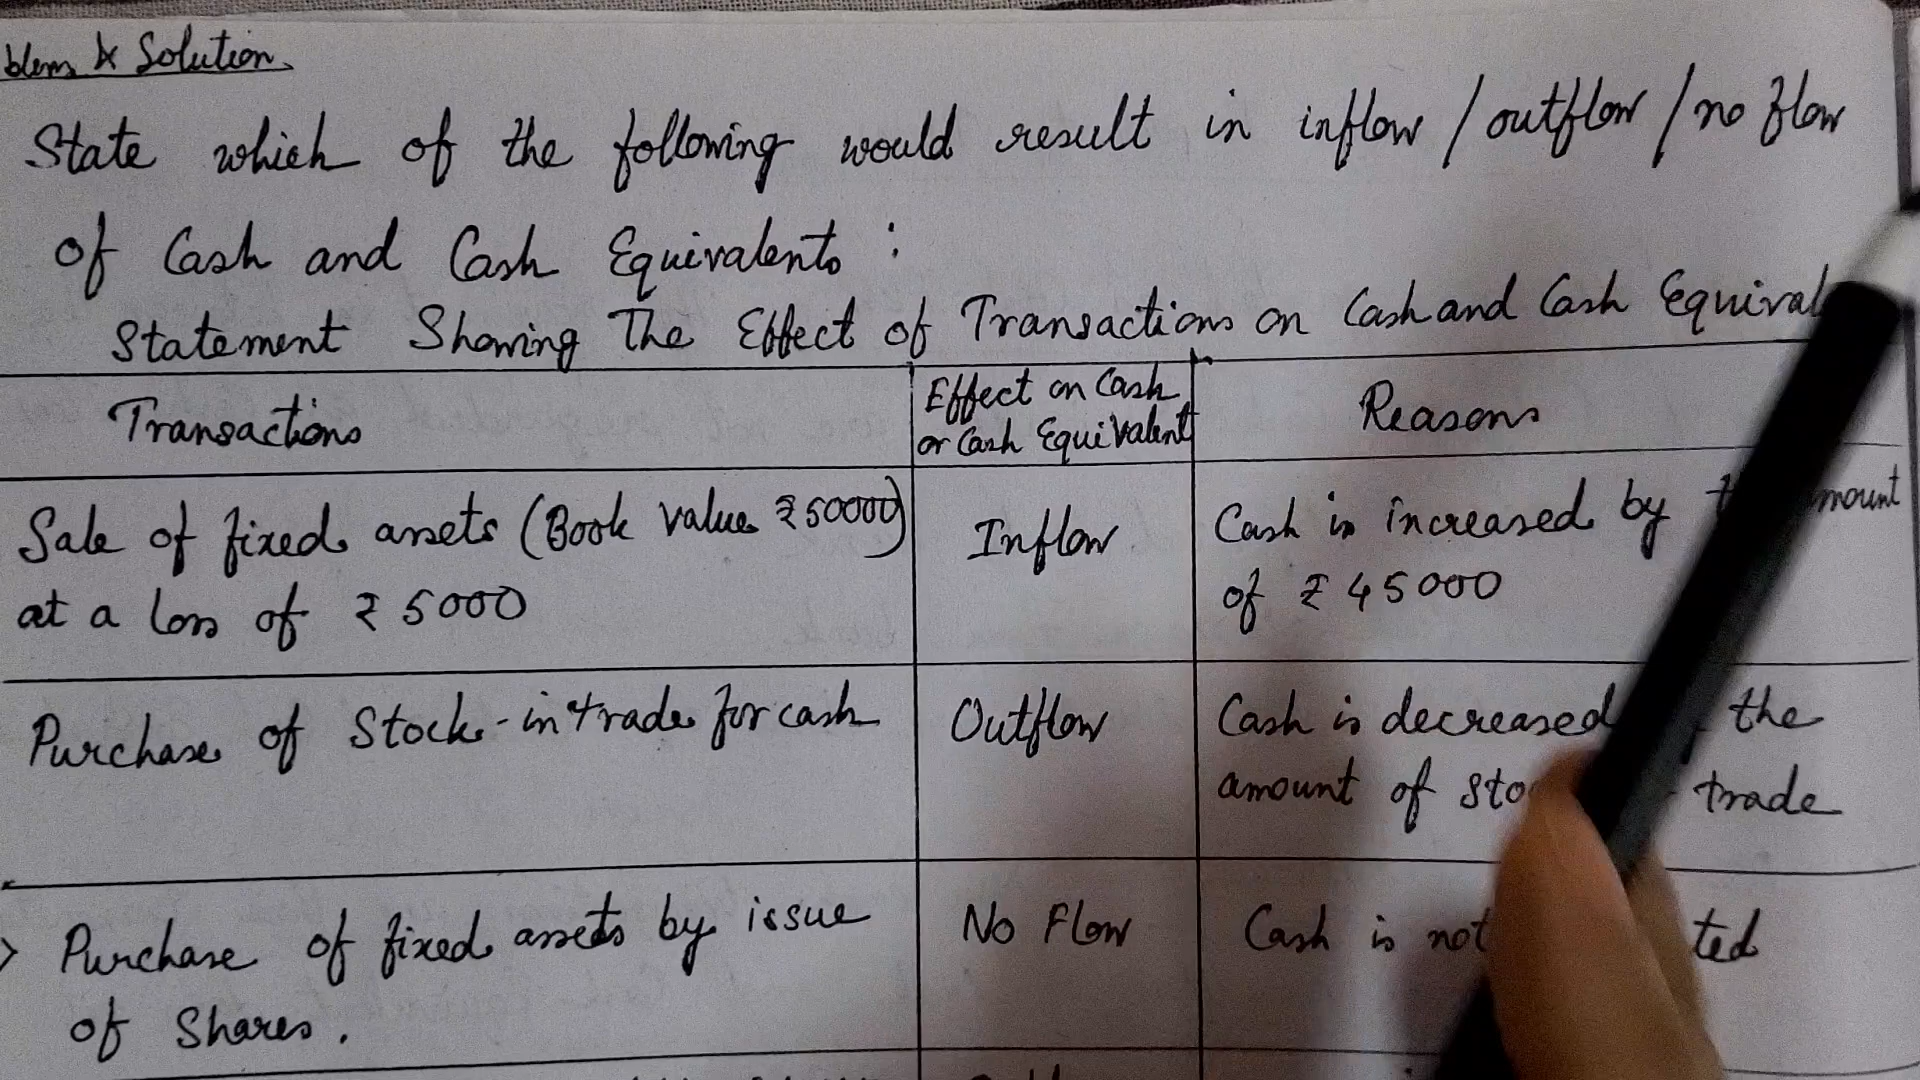 blems & Solution.
State which of the following would result in inflow / outflow / no flow
of Cash and Cash Equivalents :
Statement Showing The Effect of Transactions on Cash and Cash Equival
Transactions
Effect on Cash
or Cash Equivalent
Reasons
Sale of fixed assets (Book value ₹50000)
at a loss of ₹ 5000
Inflow
Cash is increased by
of ₹ 45000
Purchase of Stock-in trade for cash
Outflow
Cash is decreased the
amount of trade
Purchase of fixed assets by issue
of Shares.
No Flow
Cash is not